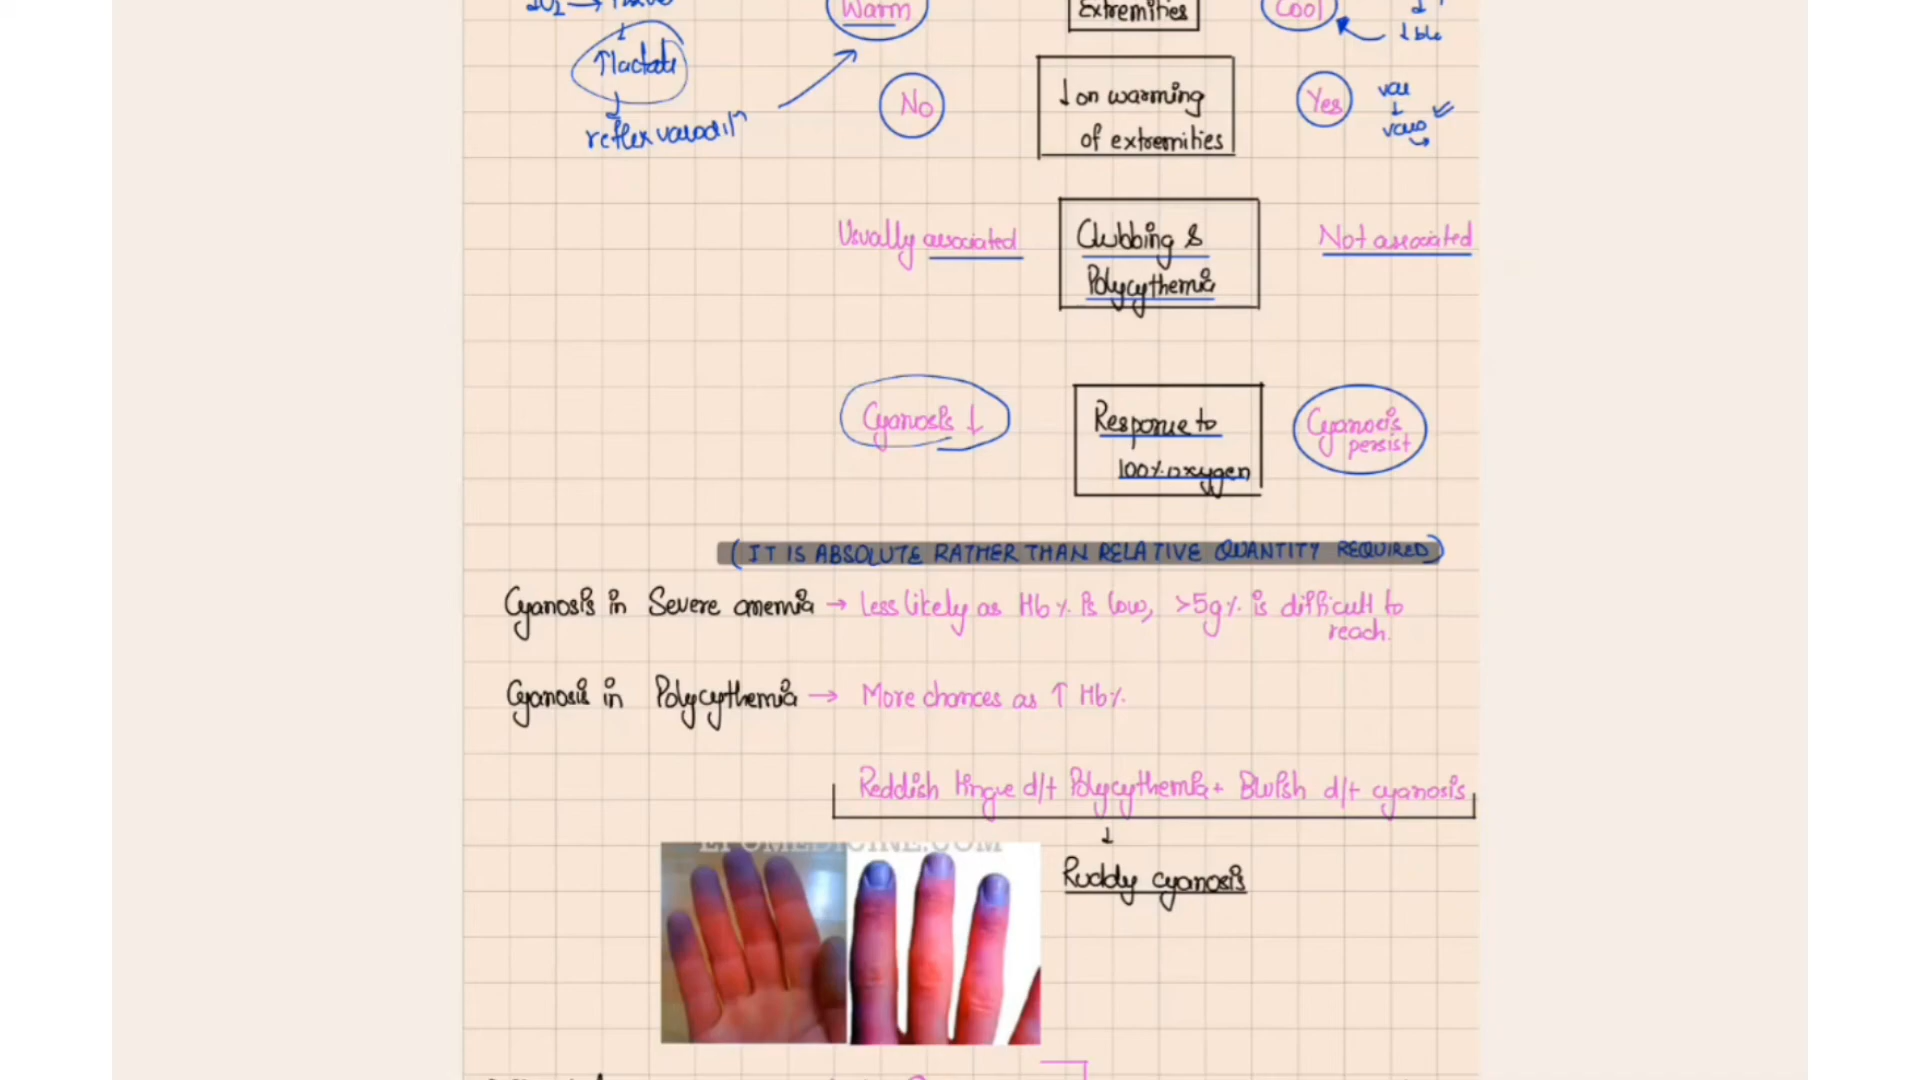 Warm
Extremities
Cool
↑lactate
No
↓ on warming
of extremities
Yes
↓
reflex vasodil^n
Usually associated
Clubbing &
Polycythemia
Not associated
Cyanosis ↓
Response to
100% oxygen
Cyanosis
persist
(IT IS ABSOLUTE RATHER THAN RELATIVE QUANTITY REQUIRED)
Cyanosis in Severe anemia → Less likely as Hb% is low, >5g% is difficult to
reach.
Cyanosis in Polycythemia → More chances as ↑ Hb%.
Reddish tingue d/t Polycythemia + Bluish d/t cyanosis
↓
EPOMEDICINE.COM
Ruddy cyanosis